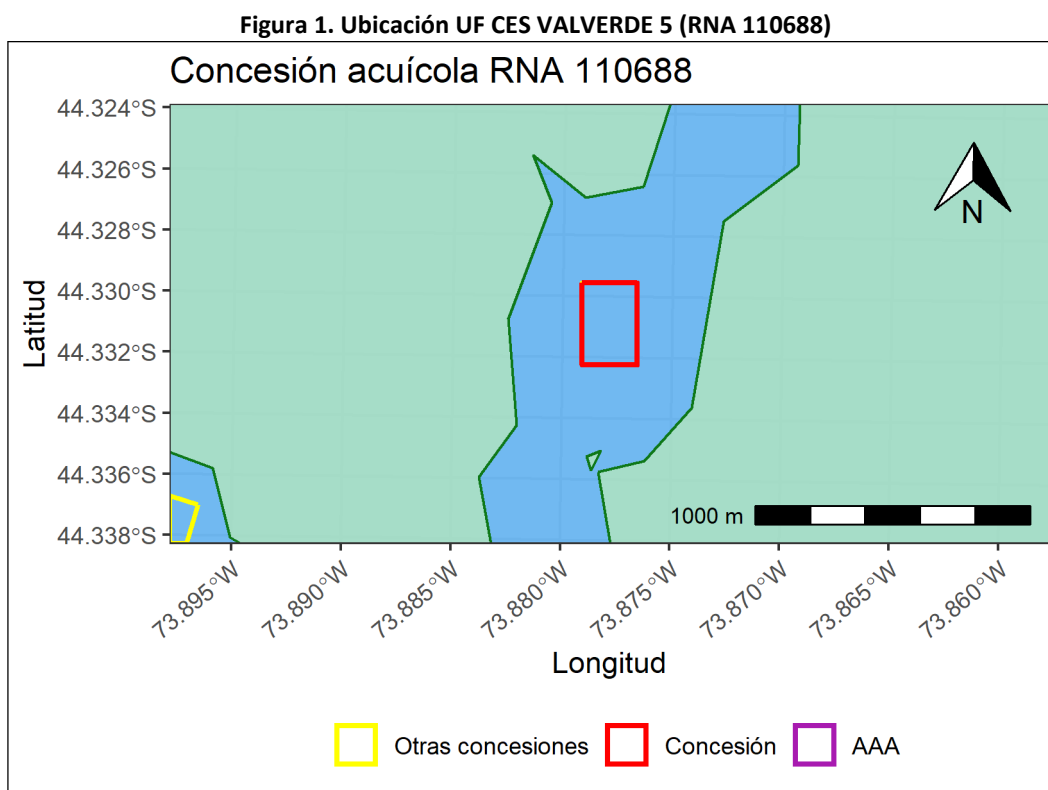 Figura 1. Ubicación UF CES VALVERDE 5 (RNA 110688)
Concesión acuícola RNA 110688
44.324°S
44.326°S
44.328°S
44.330°S
44.332°S
44.334°S
44.336°S
44.338°S
Latitud
N
1000 m
73.895°W
73.890°W
73.885°W
73.880°W
73.875°W
73.870°W
73.865°W
73.860°W
Longitud
Otras concesiones
Concesión
AAA